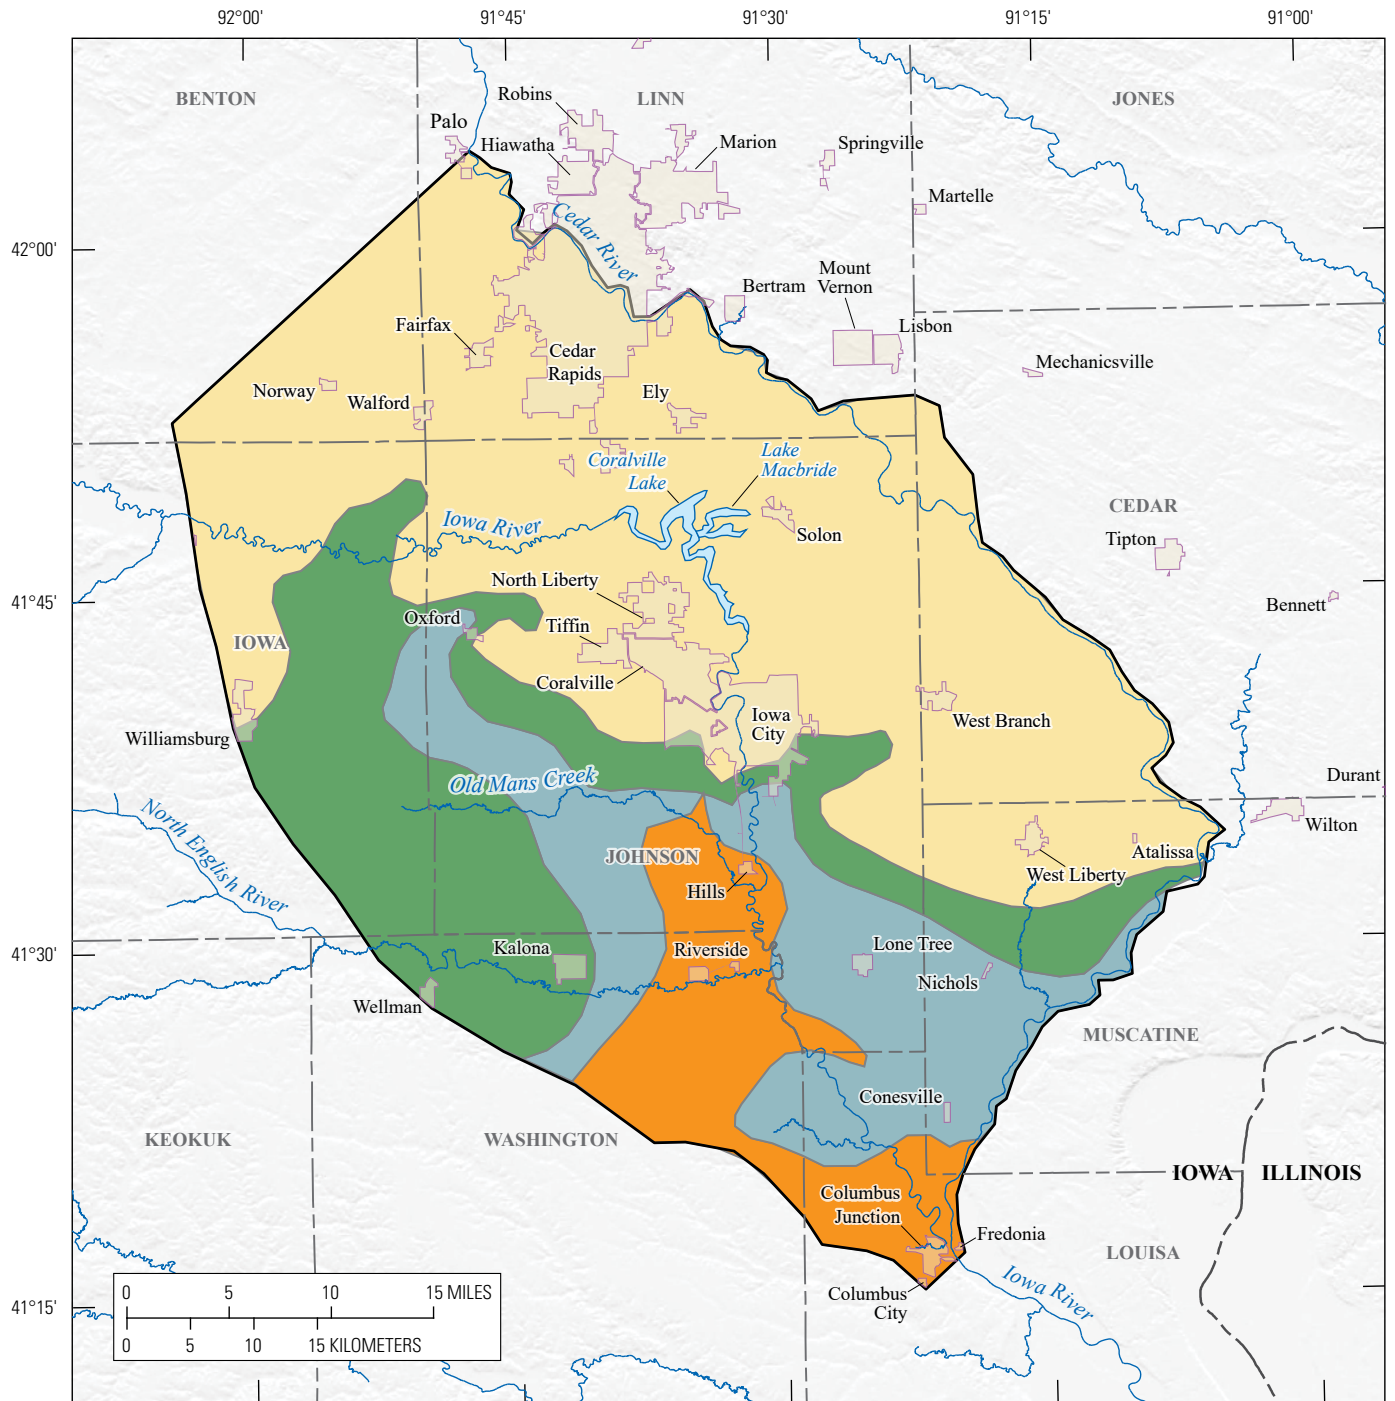 92°00'
91°45'
91°30'
91°15'
91°00'
BENTON
Robins
LINN
JONES
Palo
Hiawatha
Marion
Springville
Martelle
Cedar River
42°00'
Mount
Vernon
Bertram
Lisbon
Fairfax
Cedar
Rapids
Mechanicsville
Norway
Walford
Ely
Coralville
Lake
Lake
Macbride
CEDAR
Iowa River
Solon
Tipton
41°45'
North Liberty
Bennett
Oxford
Tiffin
IOWA
Coralville
Iowa
City
West Branch
Williamsburg
Old Mans Creek
Durant
North English River
Wilton
JOHNSON
Atalissa
West Liberty
Hills
41°30'
Kalona
Riverside
Lone Tree
Nichols
Wellman
MUSCATINE
Conesville
KEOKUK
WASHINGTON
IOWA
ILLINOIS
Columbus
Junction
Fredonia
LOUISA
Iowa River
Columbus
City
41°15'
0 5 10 15 MILES
0 5 10 15 KILOMETERS